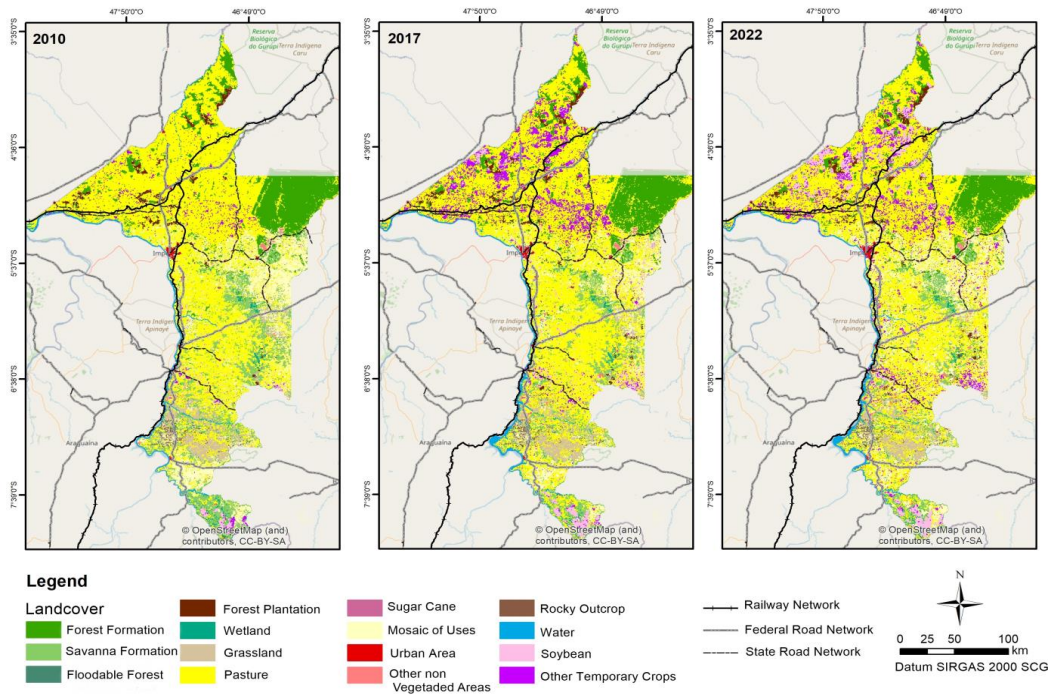 47°50'0"O 46°49'0"O
47°50'0"O 46°49'0"O
47°50'0"O 46°49'0"O
3°35'0"S
4°36'0"S
5°37'0"S
6°38'0"S
7°39'0"S
2010
Reserva
Biológica
do Gurupi
Terra Indígena
Caru
Impe
Terra Indíge
Apinayé
Araguaína
© OpenStreetMap (and)
contributors, CC-BY-SA
3°35'0"S
4°36'0"S
5°37'0"S
6°38'0"S
7°39'0"S
2017
Reserva
Biológica
do Gurupi
Terra Indígena
Caru
Impe
Terra Indíge
Apinayé
Araguaína
© OpenStreetMap (and)
contributors, CC-BY-SA
3°35'0"S
4°36'0"S
5°37'0"S
6°38'0"S
7°39'0"S
2022
Reserva
Biológica
do Gurupi
Terra Indígena
Caru
Impe
Terra Indíge
Apinayé
Araguaína
© OpenStreetMap (and)
contributors, CC-BY-SA
Legend
Landcover
Forest Formation
Savanna Formation
Floodable Forest
Forest Plantation
Wetland
Grassland
Pasture
Sugar Cane
Mosaic of Uses
Urban Area
Other non
Vegetaded Areas
Rocky Outcrop
Water
Soybean
Other Temporary Crops
Railway Network
Federal Road Network
State Road Network
N
0 25 50 100
km
Datum SIRGAS 2000 SCG